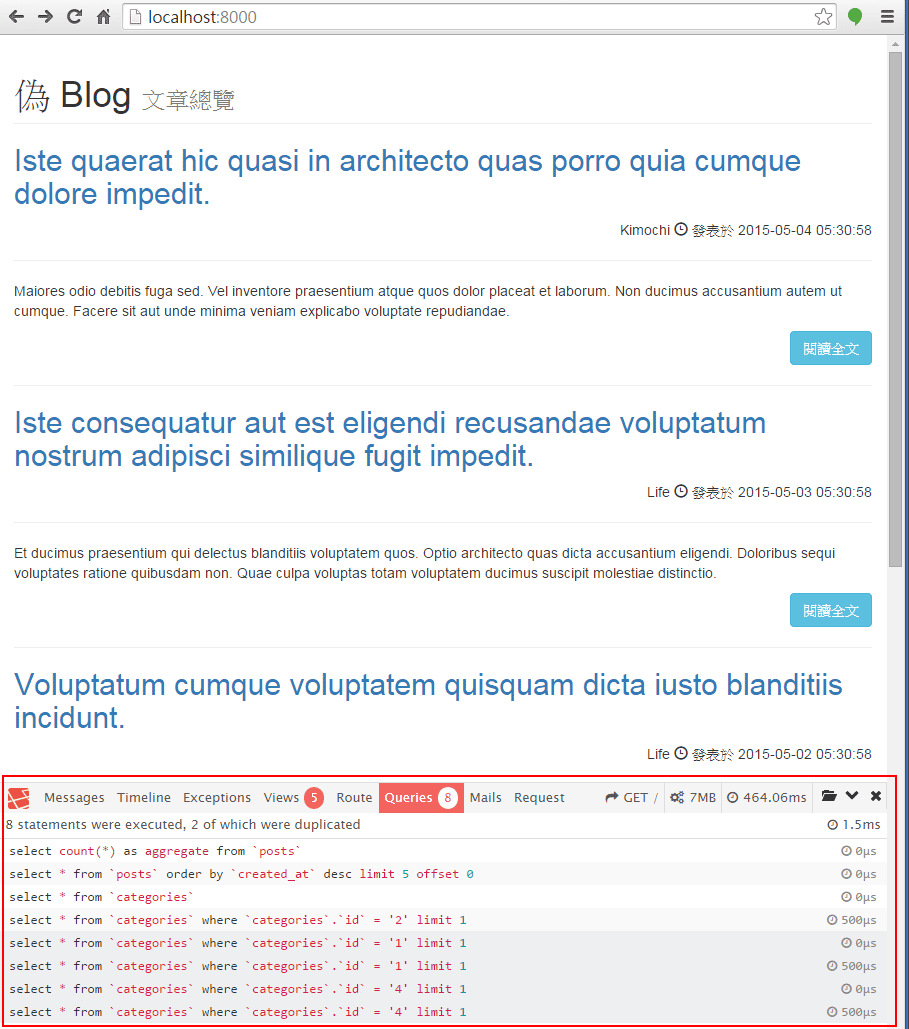 localhost:8000
偽 Blog 文章總覽
Iste quaerat hic quasi in architecto quas porro quia cumque
dolore impedit.
Kimochi 發表於 2015-05-04 05:30:58
Maiores odio debitis fuga sed. Vel inventore praesentium atque quos dolor placeat et laborum. Non ducimus accusantium autem ut
cumque. Facere sit aut unde minima veniam explicabo voluptate repudiandae.
閱讀全文
Iste consequatur aut est eligendi recusandae voluptatum
nostrum adipisci similique fugit impedit.
Life 發表於 2015-05-03 05:30:58
Et ducimus praesentium qui delectus blanditiis voluptatem quos. Optio architecto quas dicta accusantium eligendi. Doloribus sequi
voluptates ratione quibusdam non. Quae culpa voluptas totam voluptatem ducimus suscipit molestiae distinctio.
閱讀全文
Voluptatum cumque voluptatem quisquam dicta iusto blanditiis
incidunt.
Life 發表於 2015-05-02 05:30:58
Messages Timeline Exceptions Views 5 Route Queries 8 Mails Request GET / 7MB 464.06ms
8 statements were executed, 2 of which were duplicated 1.5ms
select count(*) as aggregate from `posts` 0μs
select * from `posts` order by `created_at` desc limit 5 offset 0 0μs
select * from `categories` 0μs
select * from `categories` where `categories`.`id` = '2' limit 1 500μs
select * from `categories` where `categories`.`id` = '1' limit 1 0μs
select * from `categories` where `categories`.`id` = '1' limit 1 500μs
select * from `categories` where `categories`.`id` = '4' limit 1 0μs
select * from `categories` where `categories`.`id` = '4' limit 1 500μs